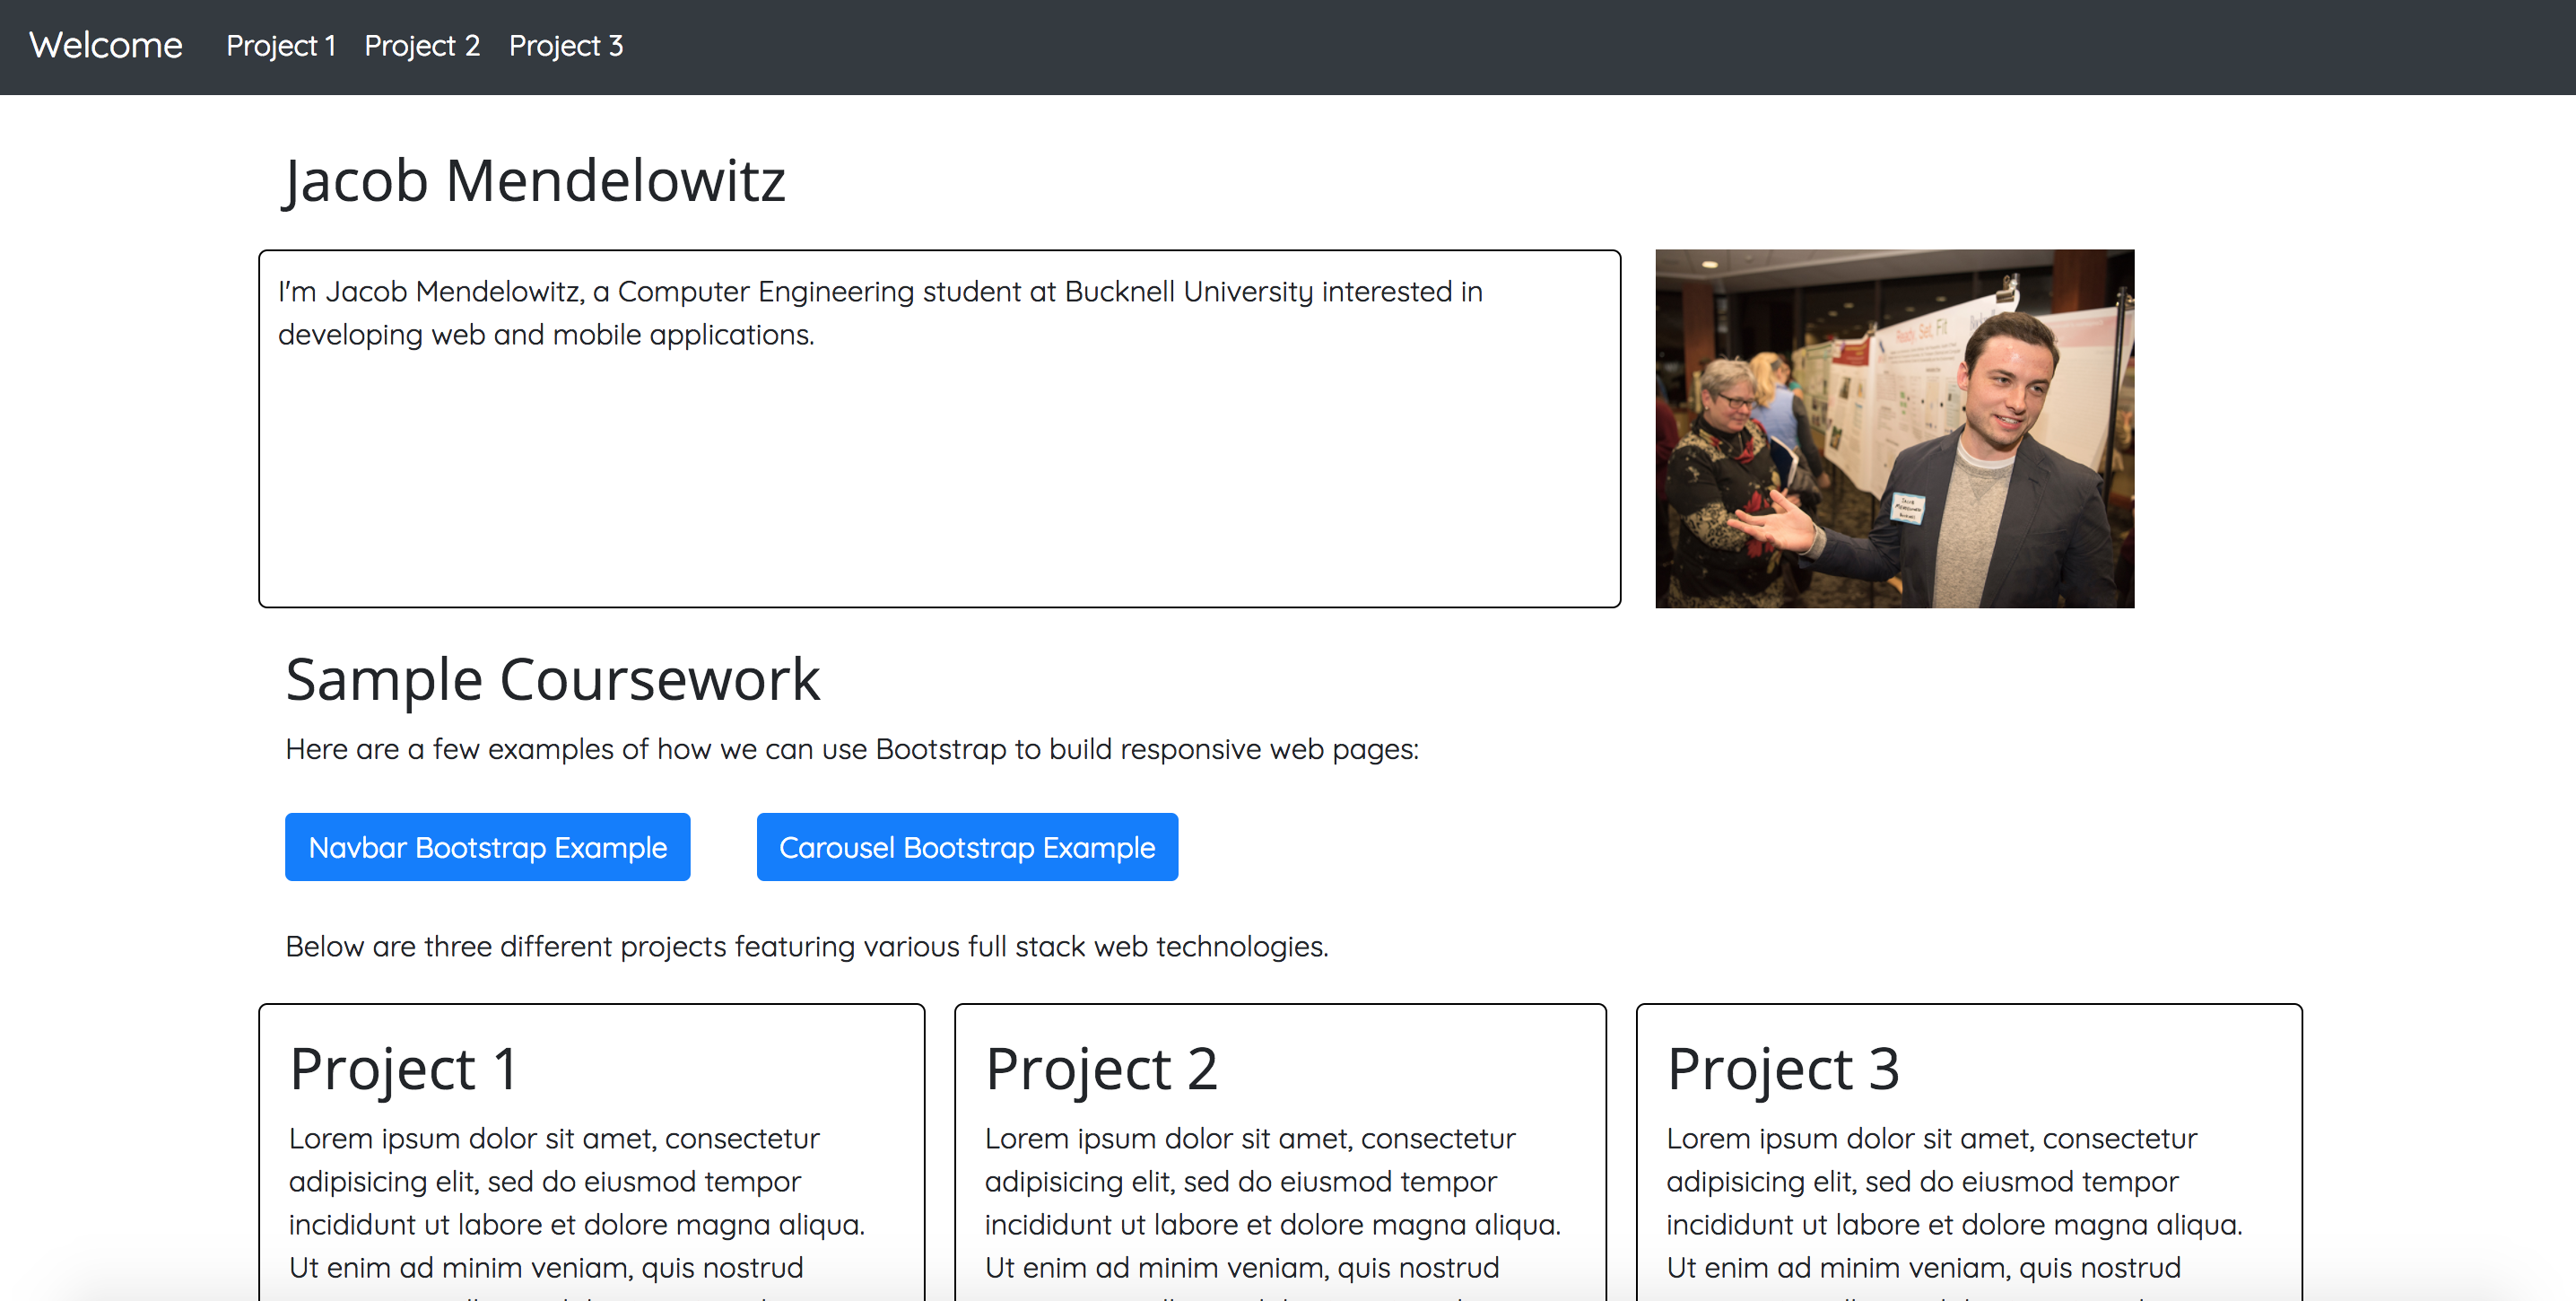 Welcome Project 1 Project 2 Project 3
Jacob Mendelowitz
I'm Jacob Mendelowitz, a Computer Engineering student at Bucknell University interested in
developing web and mobile applications.
Ready, Set, Fit
Sample Coursework
Here are a few examples of how we can use Bootstrap to build responsive web pages:
Navbar Bootstrap Example Carousel Bootstrap Example
Below are three different projects featuring various full stack web technologies.
Project 1
Lorem ipsum dolor sit amet, consectetur
adipisicing elit, sed do eiusmod tempor
incididunt ut labore et dolore magna aliqua.
Ut enim ad minim veniam, quis nostrud
Project 2
Lorem ipsum dolor sit amet, consectetur
adipisicing elit, sed do eiusmod tempor
incididunt ut labore et dolore magna aliqua.
Ut enim ad minim veniam, quis nostrud
Project 3
Lorem ipsum dolor sit amet, consectetur
adipisicing elit, sed do eiusmod tempor
incididunt ut labore et dolore magna aliqua.
Ut enim ad minim veniam, quis nostrud